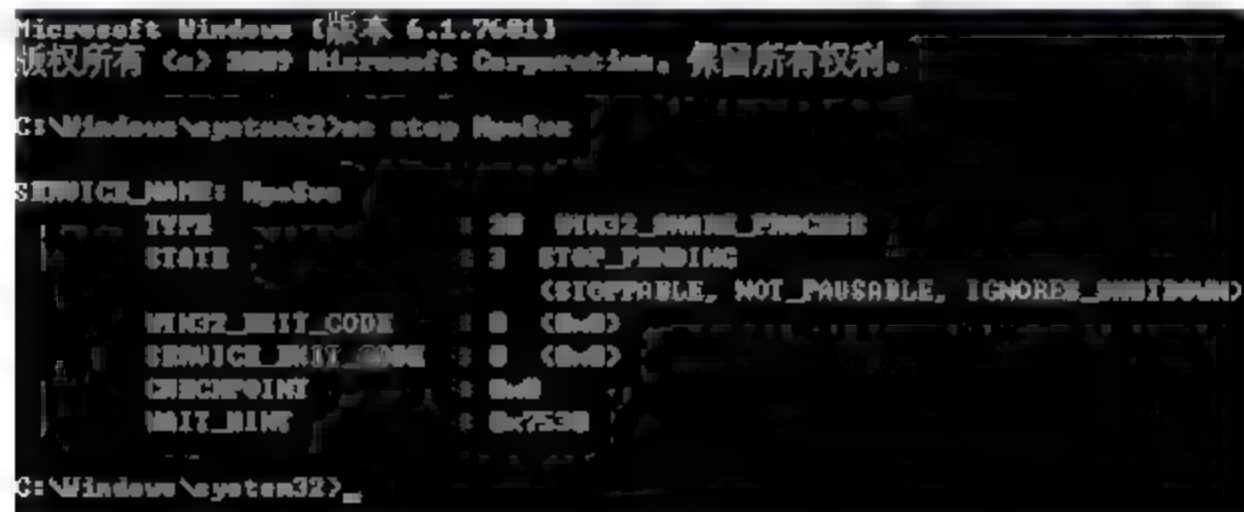 Microsoft Windows [版本 6.1.7601]
版权所有 (c) 2009 Microsoft Corporation。保留所有权利。
C:\Windows\system32>sc stop
SERVICE_NAME:
TYPE : 20 WIN32_SHARE_PROCESS
STATE : 3 STOP_PENDING
(STOPPABLE, NOT_PAUSABLE, IGNORES_SHUTDOWN)
WIN32_EXIT_CODE : 0 (0x0)
SERVICE_EXIT_CODE : 0 (0x0)
CHECKPOINT : 0x0
WAIT_HINT : 0x7530
C:\Windows\system32>_